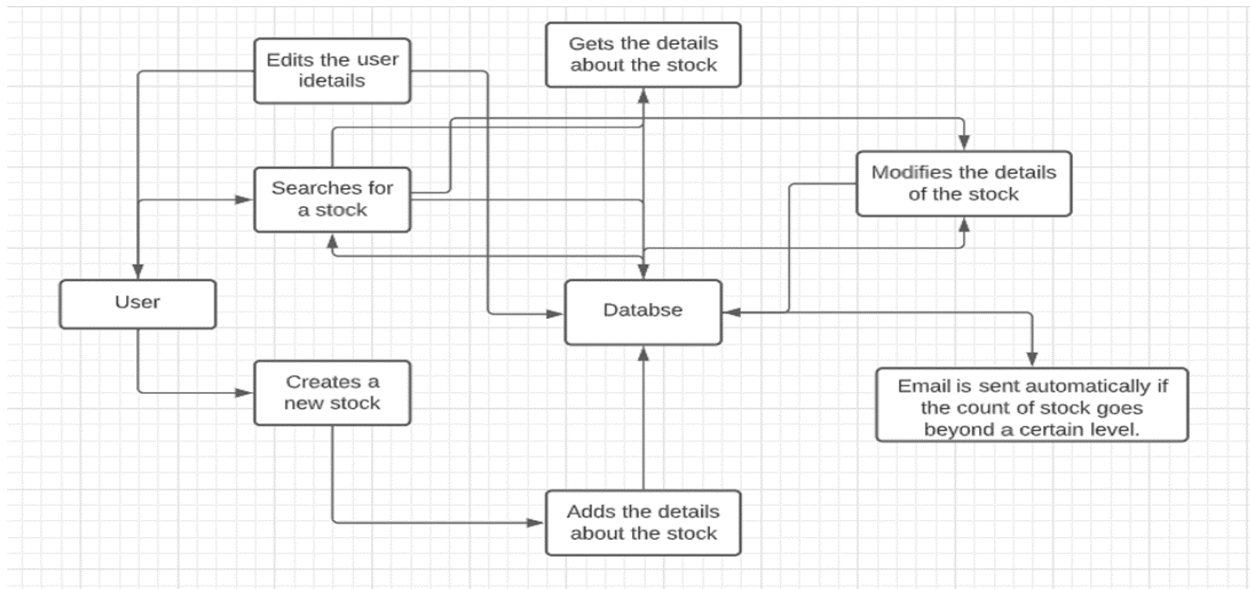 Gets the details
about the stock
Edits the user
idetails
Searches for
a stock
Modifies the details
of the stock
User
Databse
Creates a
new stock
Email is sent automatically if
the count of stock goes
beyond a certain level.
Adds the details
about the stock